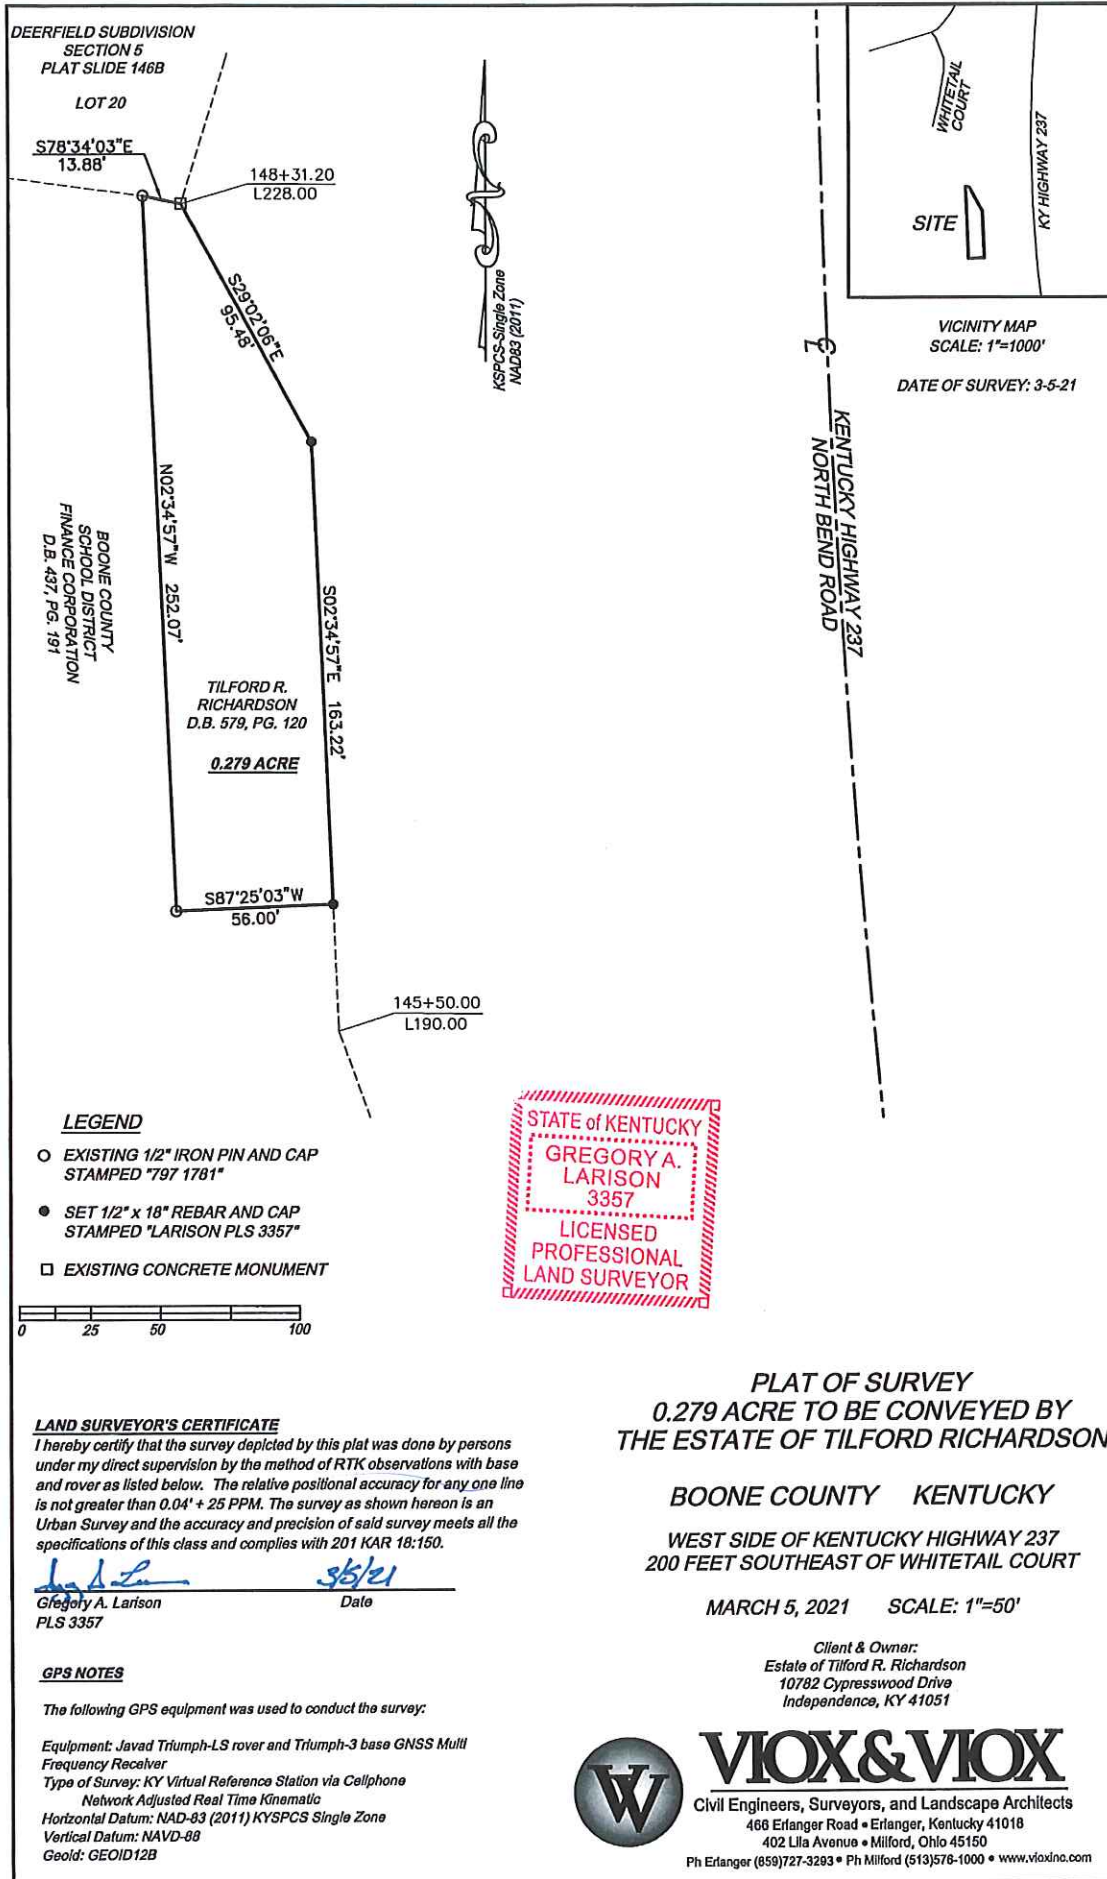 DEERFIELD SUBDIVISION
SECTION 5
PLAT SLIDE 146B
LOT 20
S78°34'03"E
13.88'
148+31.20
L228.00
S29°02'06"E
95.48'
KSPCS-Single Zone
NAD83 (2011)
WHITETAIL
COURT
KY HIGHWAY 237
SITE
VICINITY MAP
SCALE: 1"=1000'
DATE OF SURVEY: 3-5-21
KENTUCKY HIGHWAY 237
NORTH BEND ROAD
N02°34'57"W 252.07'
BOONE COUNTY
SCHOOL DISTRICT
FINANCE CORPORATION
D.B. 437, PG. 191
S02°34'57"E 163.22'
TILFORD R.
RICHARDSON
D.B. 579, PG. 120
0.279 ACRE
S87°25'03"W
56.00'
145+50.00
L190.00
LEGEND
EXISTING 1/2" IRON PIN AND CAP
STAMPED "797 1781"
SET 1/2" x 18" REBAR AND CAP
STAMPED "LARISON PLS 3357"
EXISTING CONCRETE MONUMENT
0 25 50 100
STATE of KENTUCKY
GREGORY A.
LARISON
3357
LICENSED
PROFESSIONAL
LAND SURVEYOR
PLAT OF SURVEY
0.279 ACRE TO BE CONVEYED BY
THE ESTATE OF TILFORD RICHARDSON
BOONE COUNTY KENTUCKY
WEST SIDE OF KENTUCKY HIGHWAY 237
200 FEET SOUTHEAST OF WHITETAIL COURT
MARCH 5, 2021 SCALE: 1"=50'
Client & Owner:
Estate of Tilford R. Richardson
10782 Cypresswood Drive
Independence, KY 41051
LAND SURVEYOR'S CERTIFICATE
I hereby certify that the survey depicted by this plat was done by persons
under my direct supervision by the method of RTK observations with base
and rover as listed below. The relative positional accuracy for any one line
is not greater than 0.04' + 25 PPM. The survey as shown hereon is an
Urban Survey and the accuracy and precision of said survey meets all the
specifications of this class and complies with 201 KAR 18:150.
3/5/21
Gregory A. Larison Date
PLS 3357
GPS NOTES
The following GPS equipment was used to conduct the survey:
Equipment: Javad Triumph-LS rover and Triumph-3 base GNSS Multi
Frequency Receiver
Type of Survey: KY Virtual Reference Station via Cellphone
Network Adjusted Real Time Kinematic
Horizontal Datum: NAD-83 (2011) KYSPCS Single Zone
Vertical Datum: NAVD-88
Geoid: GEOID12B
VIOX & VIOX
Civil Engineers, Surveyors, and Landscape Architects
466 Erlanger Road • Erlanger, Kentucky 41018
402 Lila Avenue • Milford, Ohio 45150
Ph Erlanger (859)727-3293 • Ph Milford (513)576-1000 • www.vioxinc.com